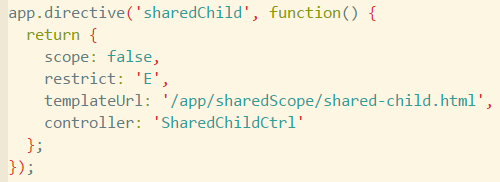 app.directive('sharedChild', function() {
  return {
    scope: false,
    restrict: 'E',
    templateUrl: '/app/sharedScope/shared-child.html',
    controller: 'SharedChildCtrl'
  };
});